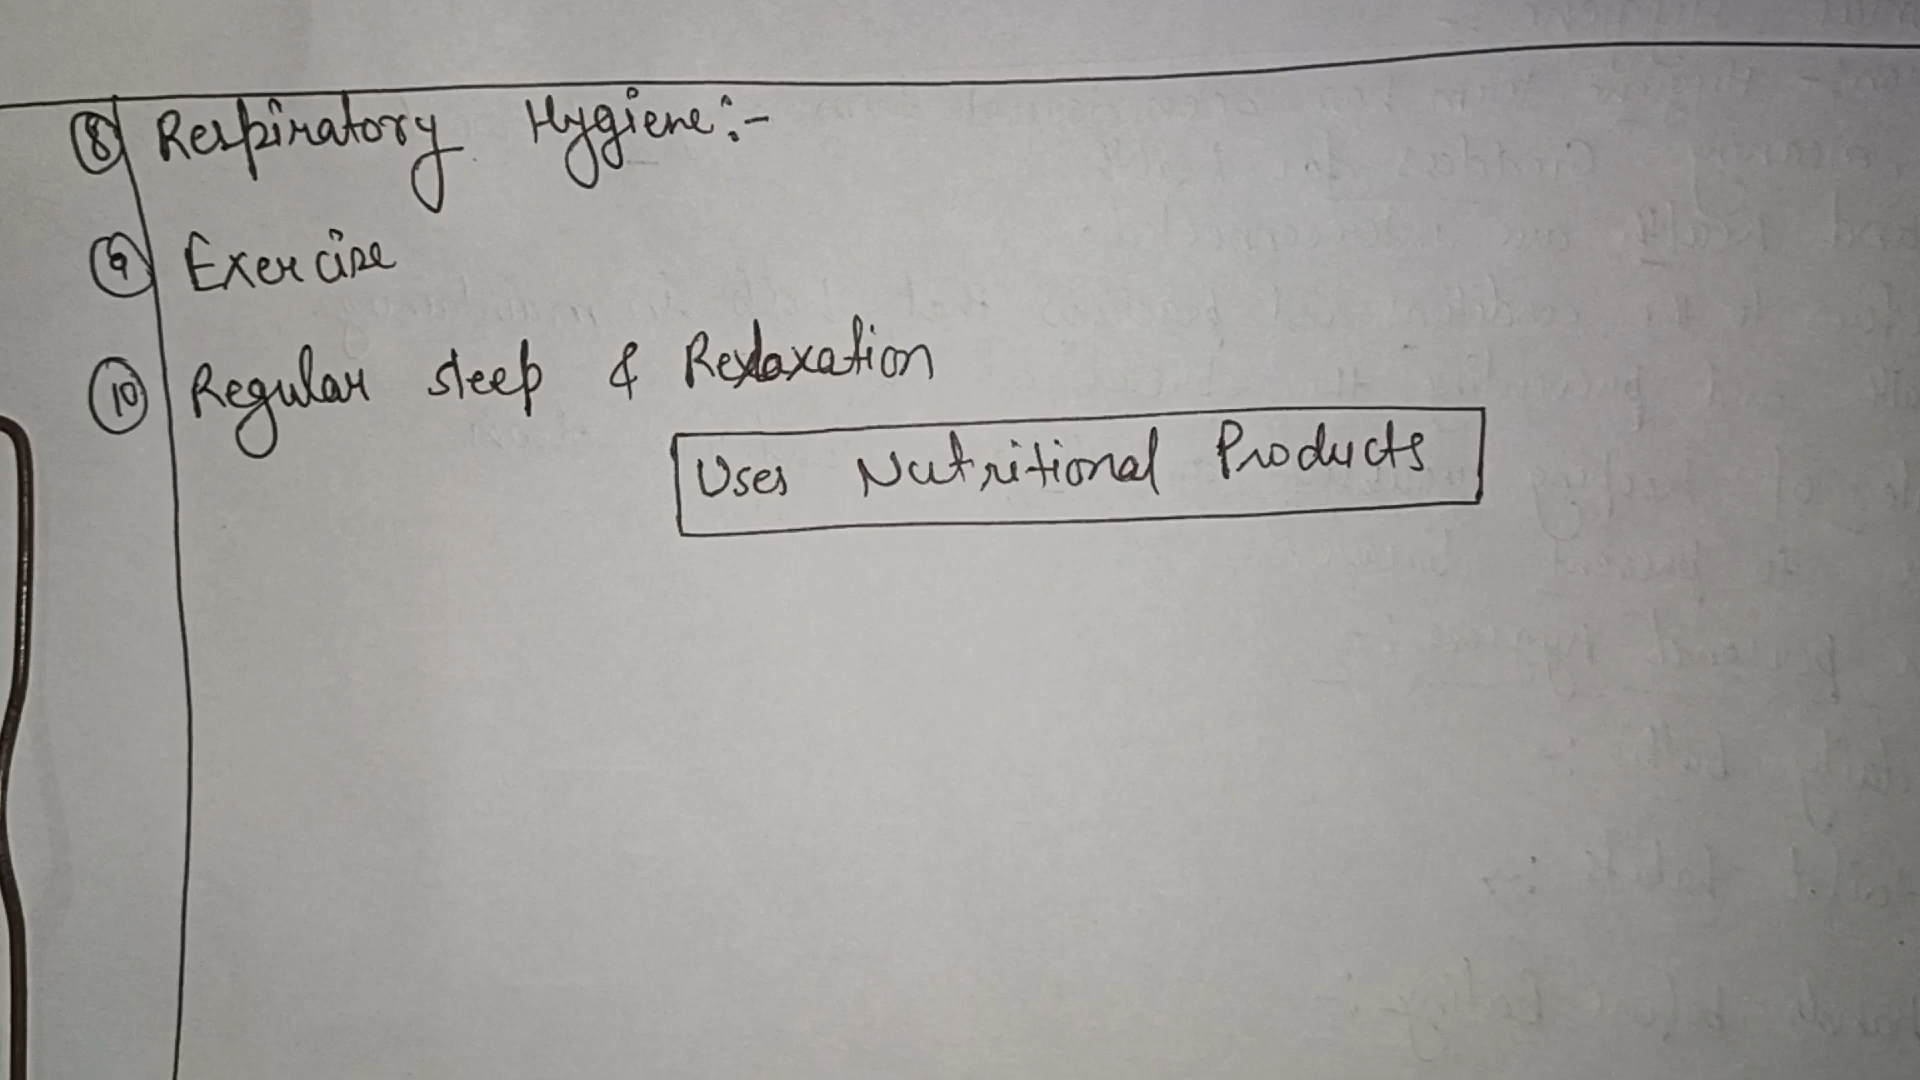 ⑧ Respiratory Hygiene :-
⑨ Exercise
⑩ Regular sleep & Relaxation
Uses Nutritional Products